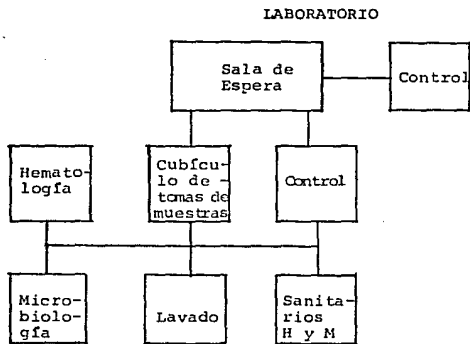 LABORATORIO
Sala de
Espera
Control
Hemato-
logía
Cubícu-
lo de -
tomas de
muestras
Control
Micro-
biolo-
gía
Lavado
Sanita-
rios
H y M